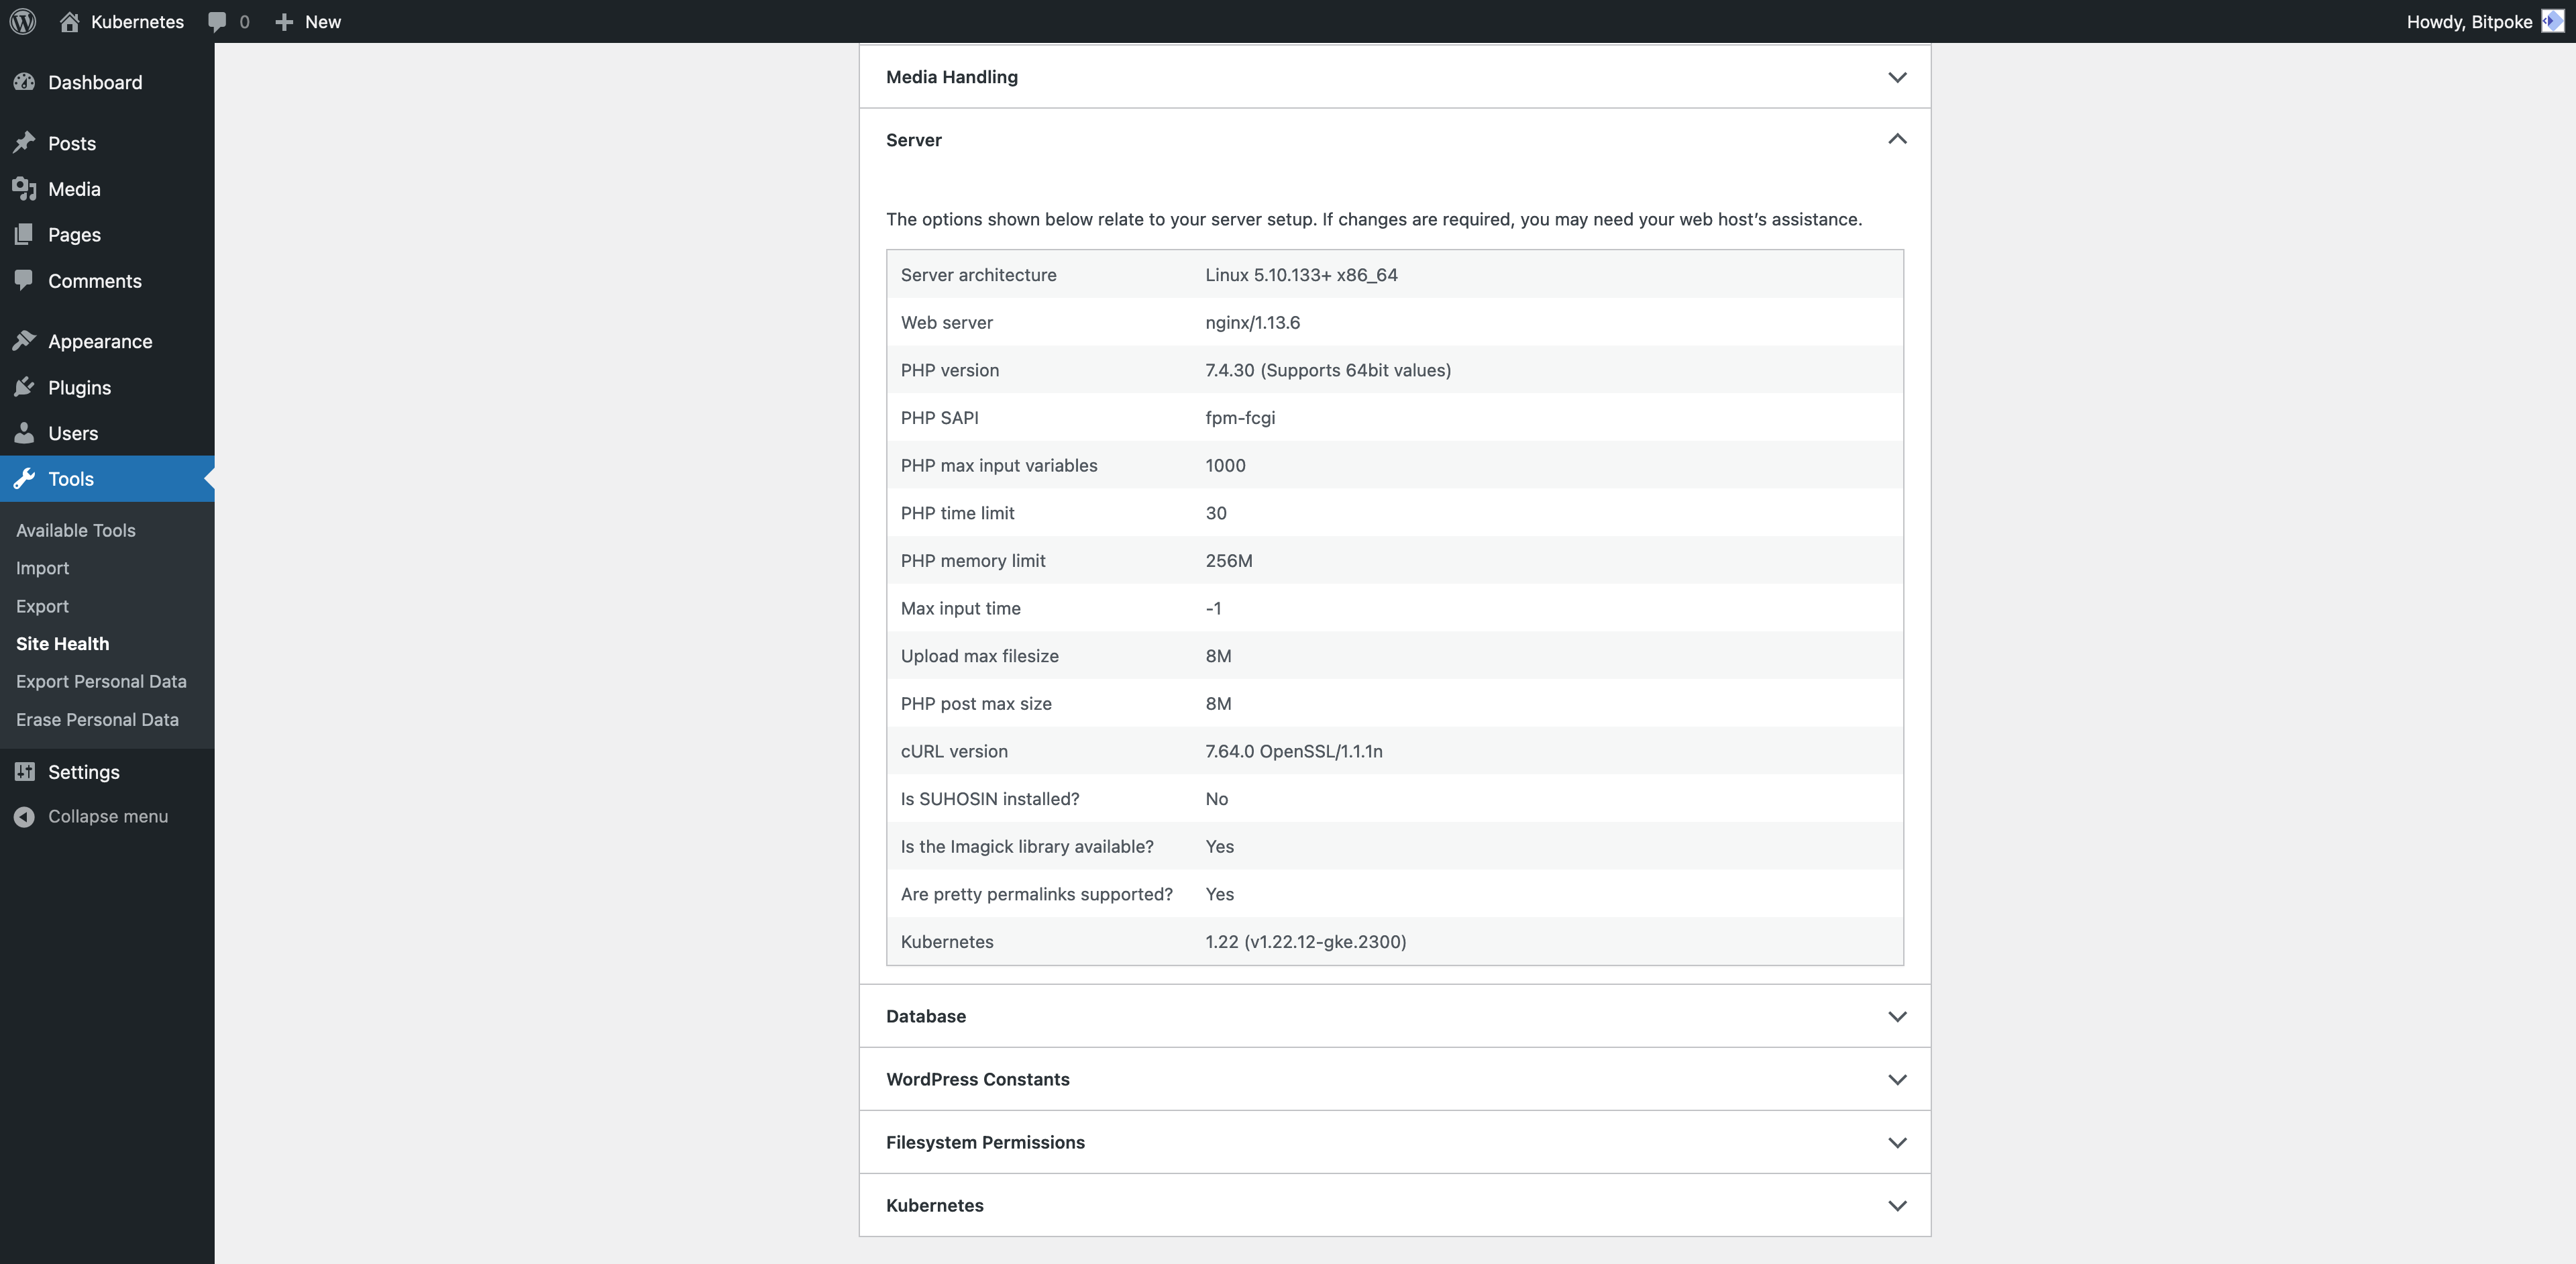 Kubernetes 0 New Howdy, Bitpoke
Dashboard
Posts
Media
Pages
Comments
Appearance
Plugins
Users
Tools
Available Tools
Import
Export
Site Health
Export Personal Data
Erase Personal Data
Settings
Collapse menu
Media Handling
Server
The options shown below relate to your server setup. If changes are required, you may need your web host’s assistance.
Server architecture Linux 5.10.133+ x86_64
Web server nginx/1.13.6
PHP version 7.4.30 (Supports 64bit values)
PHP SAPI fpm-fcgi
PHP max input variables 1000
PHP time limit 30
PHP memory limit 256M
Max input time -1
Upload max filesize 8M
PHP post max size 8M
cURL version 7.64.0 OpenSSL/1.1.1n
Is SUHOSIN installed? No
Is the Imagick library available? Yes
Are pretty permalinks supported? Yes
Kubernetes 1.22 (v1.22.12-gke.2300)
Database
WordPress Constants
Filesystem Permissions
Kubernetes